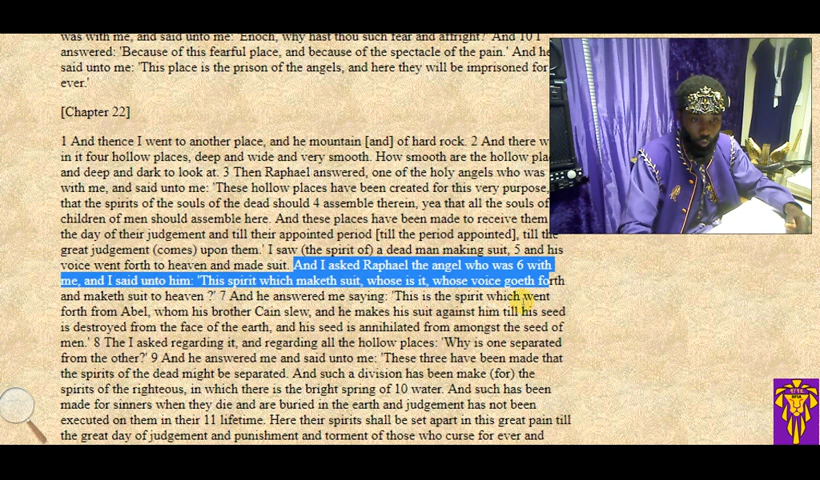 was with me, and said unto me: 'Enoch, why hast thou such fear and affright?' And 10 I
answered: 'Because of this fearful place, and because of the spectacle of the pain.' And he
said unto me: 'This place is the prison of the angels, and here they will be imprisoned for
ever.'
[Chapter 22]
1 And thence I went to another place, and he mountain [and] of hard rock. 2 And there w
in it four hollow places, deep and wide and very smooth. How smooth are the hollow pla
and deep and dark to look at. 3 Then Raphael answered, one of the holy angels who was
with me, and said unto me: 'These hollow places have been created for this very purpose,
that the spirits of the souls of the dead should 4 assemble therein, yea that all the souls of
children of men should assemble here. And these places have been made to receive them
the day of their judgement and till their appointed period [till the period appointed], till the
great judgement (comes) upon them.' I saw (the spirit of) a dead man making suit, 5 and his
voice went forth to heaven and made suit. And I asked Raphael the angel who was 6 with
me, and I said unto him: 'This spirit which maketh suit, whose is it, whose voice goeth forth
and maketh suit to heaven ?' 7 And he answered me saying: 'This is the spirit which went
forth from Abel, whom his brother Cain slew, and he makes his suit against him till his seed
is destroyed from the face of the earth, and his seed is annihilated from amongst the seed of
men.' 8 The I asked regarding it, and regarding all the hollow places: 'Why is one separated
from the other?' 9 And he answered me and said unto me: 'These three have been made that
the spirits of the dead might be separated. And such a division has been make (for) the
spirits of the righteous, in which there is the bright spring of 10 water. And such has been
made for sinners when they die and are buried in the earth and judgement has not been
executed on them in their 11 lifetime. Here their spirits shall be set apart in this great pain till
the great day of judgement and punishment and torment of those who curse for ever and